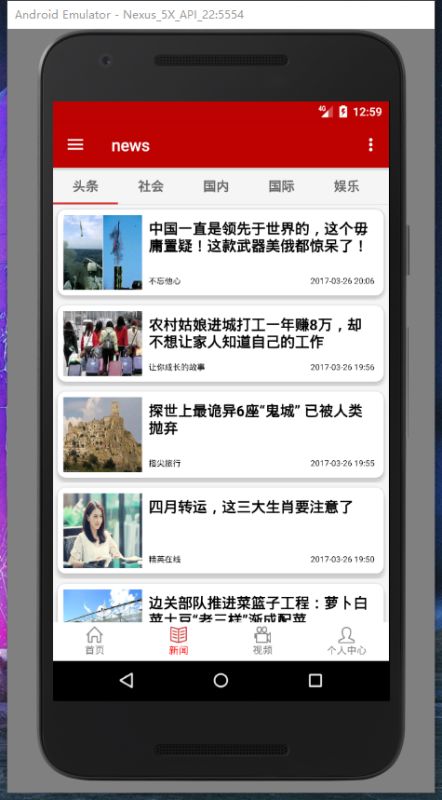 Android Emulator - Nexus_5X_API_22:5554
4G 12:59
news
头条 社会 国内 国际 娱乐
中国一直是领先于世界的，这个毋
庸置疑！这款武器美俄都惊呆了！
不忘他心 2017-03-26 20:06
农村姑娘进城打工一年赚8万，却
不想让家人知道自己的工作
让你成长的故事 2017-03-26 19:56
探世上最诡异6座“鬼城” 已被人类
抛弃
指尖旅行 2017-03-26 19:55
四月转运，这三大生肖要注意了
精英在线 2017-03-26 19:50
边关部队推进菜篮子工程：萝卜白
菜土豆“老三样”渐成配菜
首页 新闻 视频 个人中心